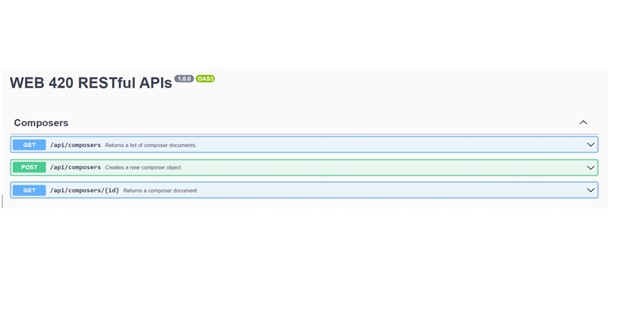 WEB 420 RESTful APIs 1.0.0 OAS3
Composers
GET /api/composers Returns a list of composer documents.
POST /api/composers Creates a new composer object
GET /api/composers/{id} Returns a composer document